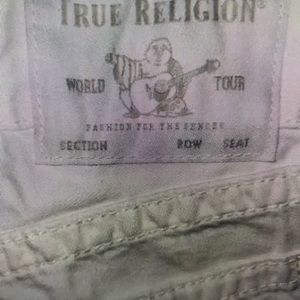 TRUE RELIGION®
WORLD TOUR
FASHION FOR THE SENSES
SECTION ROW SEAT